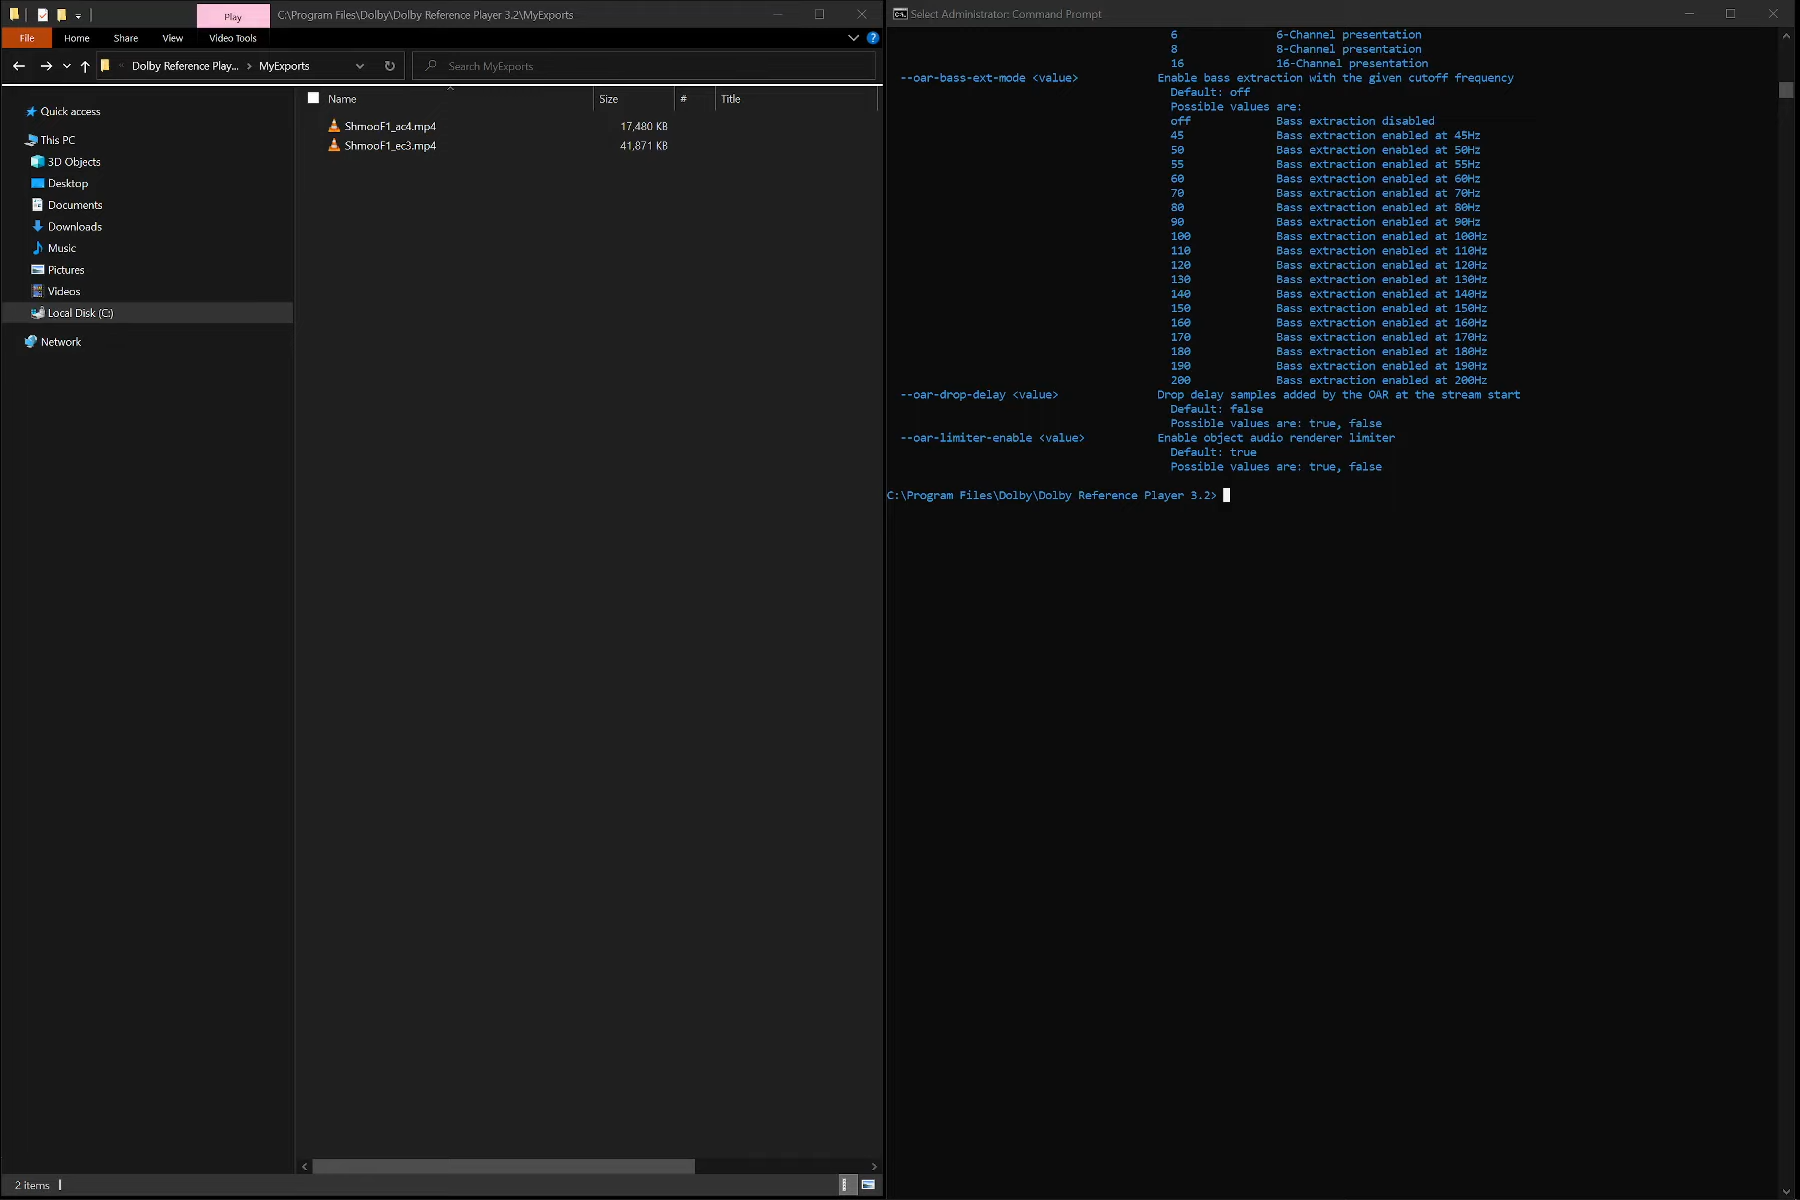 Play
C:\Program Files\Dolby\Dolby Reference Player 3.2\MyExports
File Home Share View Video Tools
Dolby Reference Play... > MyExports
Search MyExports
Name Size # Title
ShmooF1_ac4.mp4 17,480 KB
ShmooF1_ec3.mp4 41,871 KB
Quick access
This PC
3D Objects
Desktop
Documents
Downloads
Music
Pictures
Videos
Local Disk (C:)
Network
2 items
Select Administrator: Command Prompt
6 6-Channel presentation
8 8-Channel presentation
16 16-Channel presentation
--oar-bass-ext-mode <value> Enable bass extraction with the given cutoff frequency
Default: off
Possible values are:
off Bass extraction disabled
45 Bass extraction enabled at 45Hz
50 Bass extraction enabled at 50Hz
55 Bass extraction enabled at 55Hz
60 Bass extraction enabled at 60Hz
70 Bass extraction enabled at 70Hz
80 Bass extraction enabled at 80Hz
90 Bass extraction enabled at 90Hz
100 Bass extraction enabled at 100Hz
110 Bass extraction enabled at 110Hz
120 Bass extraction enabled at 120Hz
130 Bass extraction enabled at 130Hz
140 Bass extraction enabled at 140Hz
150 Bass extraction enabled at 150Hz
160 Bass extraction enabled at 160Hz
170 Bass extraction enabled at 170Hz
180 Bass extraction enabled at 180Hz
190 Bass extraction enabled at 190Hz
200 Bass extraction enabled at 200Hz
--oar-drop-delay <value> Drop delay samples added by the OAR at the stream start
Default: false
Possible values are: true, false
--oar-limiter-enable <value> Enable object audio renderer limiter
Default: true
Possible values are: true, false
C:\Program Files\Dolby\Dolby Reference Player 3.2>